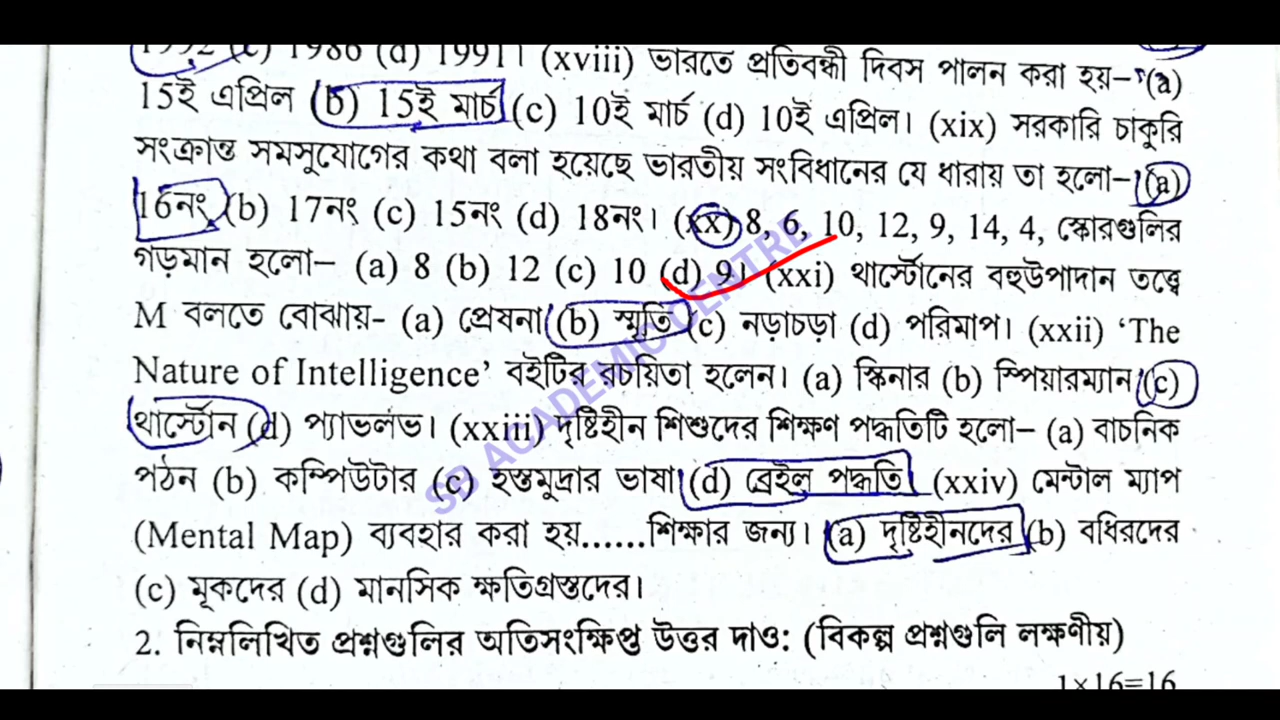 1992 (c) 1986 (d) 1991। (xviii) ভারতে প্রতিবন্ধী দিবস পালন করা হয়– (a)
15ই এপ্রিল (b) 15ই মার্চ (c) 10ই মার্চ (d) 10ই এপ্রিল। (xix) সরকারি চাকুরি
সংক্রান্ত সমসুযোগের কথা বলা হয়েছে ভারতীয় সংবিধানের যে ধারায় তা হলো– (a)
16নং (b) 17নং (c) 15নং (d) 18নং। (xx) 8, 6, 10, 12, 9, 14, 4, স্কোরগুলির
গড়মান হলো– (a) 8 (b) 12 (c) 10 (d) 9। (xxi) থার্স্টোনের বহুউপাদান তত্ত্বে
M বলতে বোঝায়- (a) প্রেষনা (b) স্মৃতি (c) নড়াচড়া (d) পরিমাপ। (xxii) ‘The
Nature of Intelligence’ বইটির রচয়িতা হলেন। (a) স্কিনার (b) স্পিয়ারম্যান (c)
থার্স্টোন (d) প্যাভলভ। (xxiii) দৃষ্টিহীন শিশুদের শিক্ষণ পদ্ধতিটি হলো– (a) বাচনিক
পঠন (b) কম্পিউটার (c) হস্তমুদ্রার ভাষা (d) ব্রেইল পদ্ধতি (xxiv) মেন্টাল ম্যাপ
(Mental Map) ব্যবহার করা হয়......শিক্ষার জন্য। (a) দৃষ্টিহীনদের (b) বধিরদের
(c) মূকদের (d) মানসিক ক্ষতিগ্রস্তদের।
2. নিম্নলিখিত প্রশ্নগুলির অতিসংক্ষিপ্ত উত্তর দাও: (বিকল্প প্রশ্নগুলি লক্ষণীয়)
1×16=16
SB ACADEMIC CENTRE